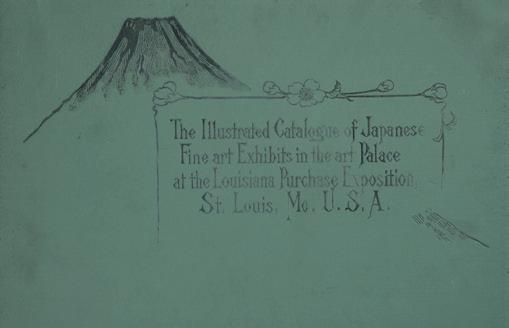 The Illustrated Catalogue of Japanese
Fine art Exhibits in the art Palace
at the Louisiana Purchase Exposition,
St. Louis, Mo. U. S. A.